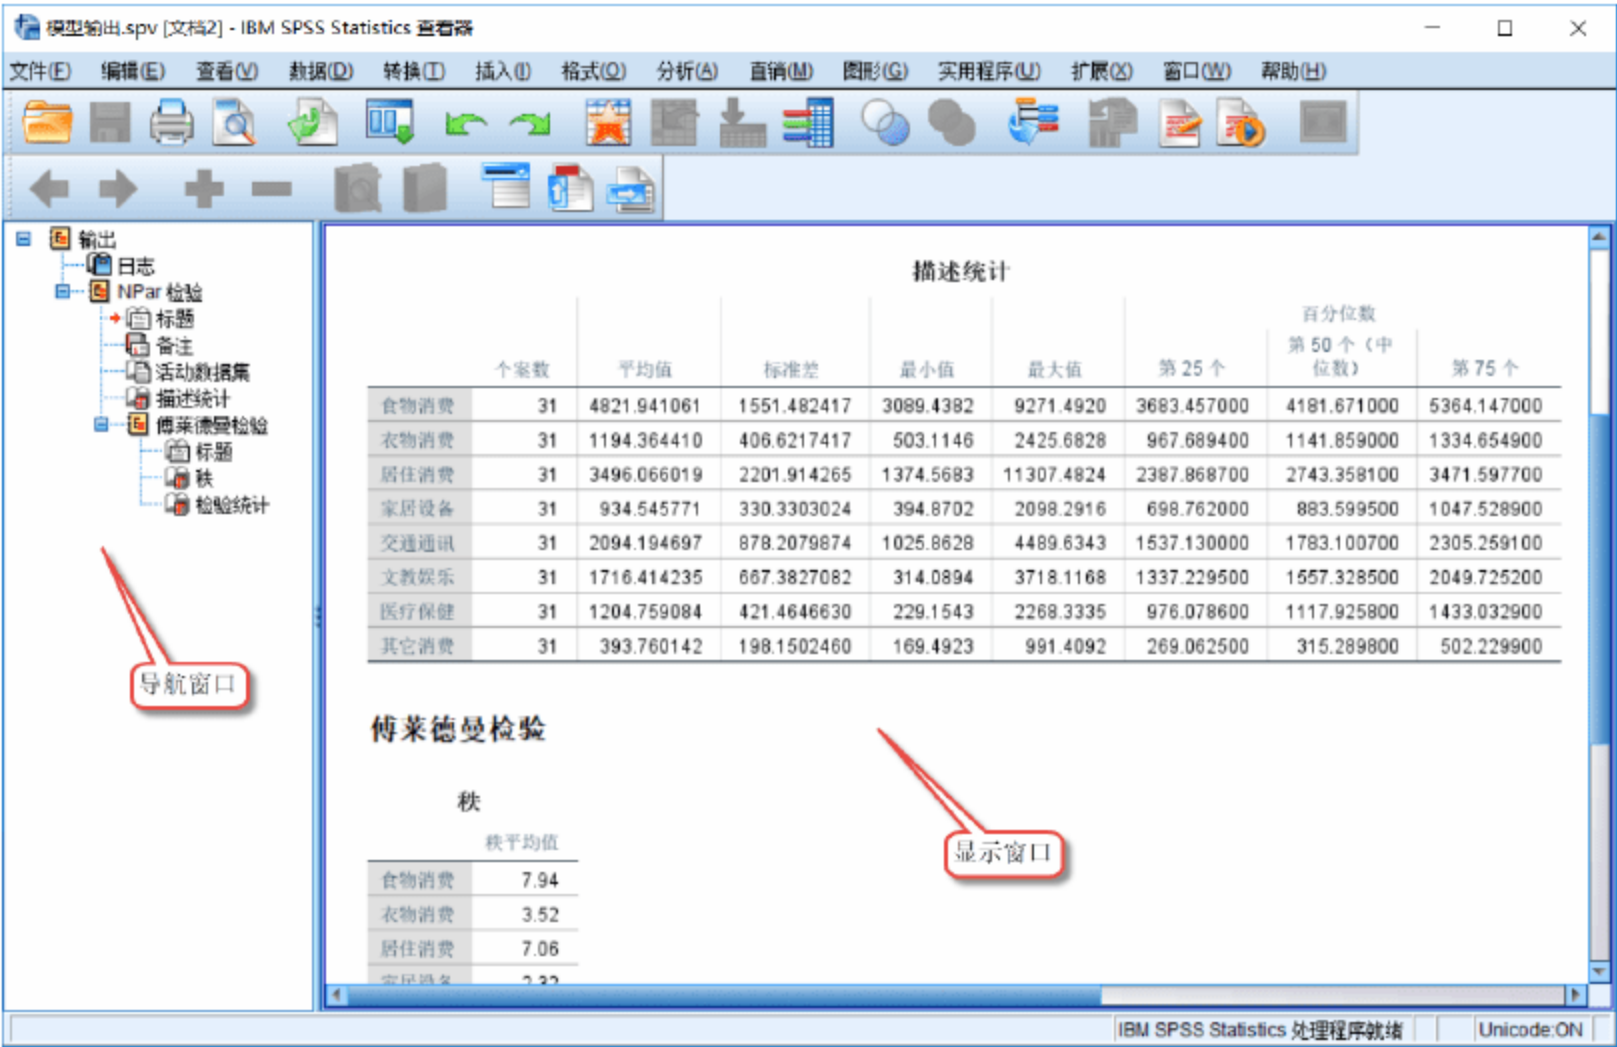 模型输出.spv [文档2] - IBM SPSS Statistics 查看器
文件(F) 编辑(E) 查看(V) 数据(D) 转换(T) 插入(I) 格式(O) 分析(A) 直销(M) 图形(G) 实用程序(U) 扩展(X) 窗口(W) 帮助(H)
输出
日志
NPar 检验
标题
备注
活动数据集
描述统计
傅莱德曼检验
标题
秩
检验统计
导航窗口
描述统计
百分位数
个案数 平均值 标准差 最小值 最大值 第 25 个 第 50 个（中位数） 第 75 个
食物消费 31 4821.941061 1551.482417 3089.4382 9271.4920 3683.457000 4181.671000 5364.147000
衣物消费 31 1194.364410 406.6217417 503.1146 2425.6828 967.689400 1141.859000 1334.654900
居住消费 31 3496.066019 2201.914265 1374.5683 11307.4824 2387.868700 2743.358100 3471.597700
家居设备 31 934.545771 330.3303024 394.8702 2098.2916 698.762000 883.599500 1047.528900
交通通讯 31 2094.194697 878.2079874 1025.8628 4489.6343 1537.130000 1783.100700 2305.259100
文教娱乐 31 1716.414235 667.3827082 314.0894 3718.1168 1337.229500 1557.328500 2049.725200
医疗保健 31 1204.759084 421.4646630 229.1543 2268.3335 976.078600 1117.925800 1433.032900
其它消费 31 393.760142 198.1502460 169.4923 991.4092 269.062500 315.289800 502.229900
傅莱德曼检验
秩
秩平均值
食物消费 7.94
衣物消费 3.52
居住消费 7.06
家居设备 2.32
显示窗口
IBM SPSS Statistics 处理程序就绪 Unicode:ON